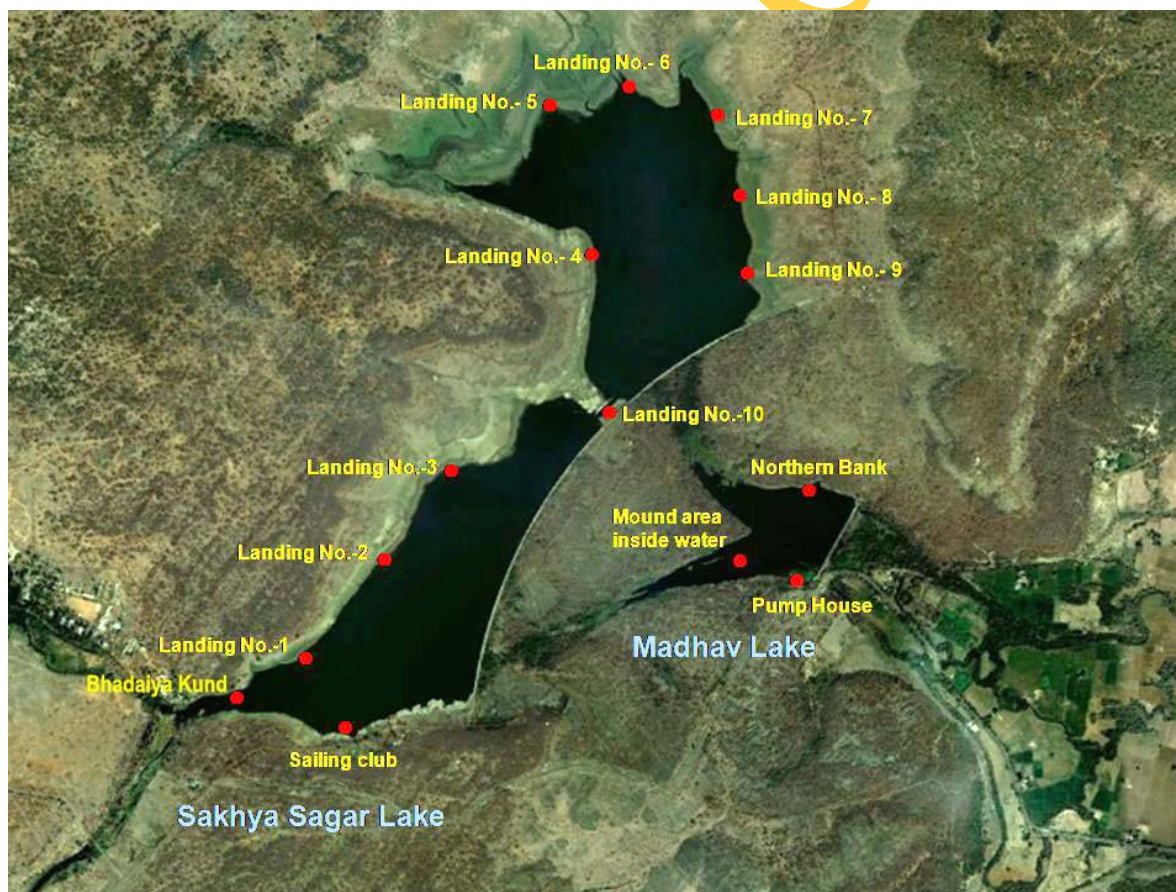 Landing No.- 6
Landing No.- 5
Landing No.- 7
Landing No.- 8
Landing No.- 4
Landing No.- 9
Landing No.-10
Landing No.-3
Northern Bank
Mound area
inside water
Landing No.-2
Pump House
Landing No.-1
Madhav Lake
Bhadaiya Kund
Sailing club
Sakhya Sagar Lake